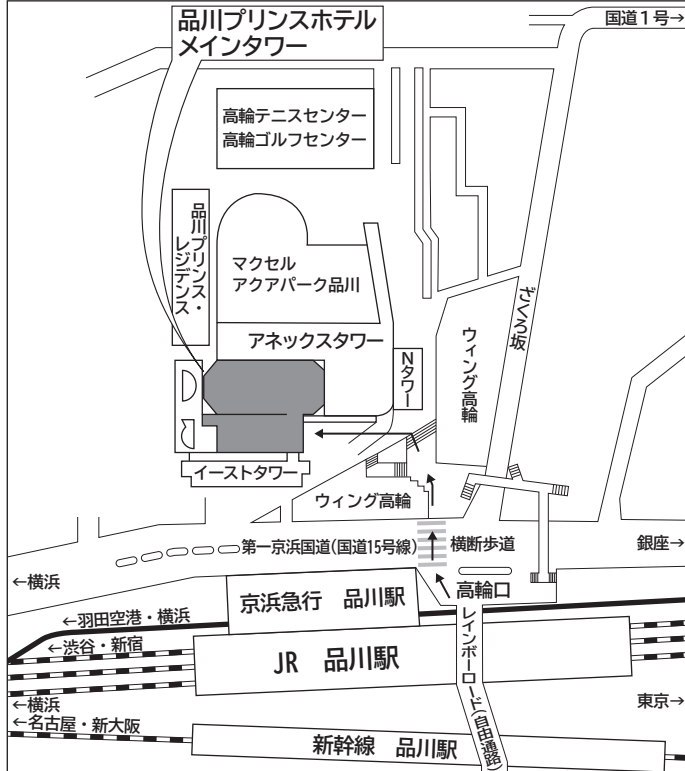 品川プリンスホテル
メインタワー
国道1号→
高輪テニスセンター
高輪ゴルフセンター
品川プリンス・
レジデンス
マクセル
アクアパーク品川
ざくろ坂
アネックスタワー
Nタワー
ウィング高輪
イーストタワー
ウィング高輪
第一京浜国道(国道15号線)
横断歩道
銀座→
←横浜
京浜急行 品川駅
高輪口
←羽田空港・横浜
←渋谷・新宿
JR 品川駅
レインボーロード(自由通路)
←横浜
東京→
←名古屋・新大阪
新幹線 品川駅